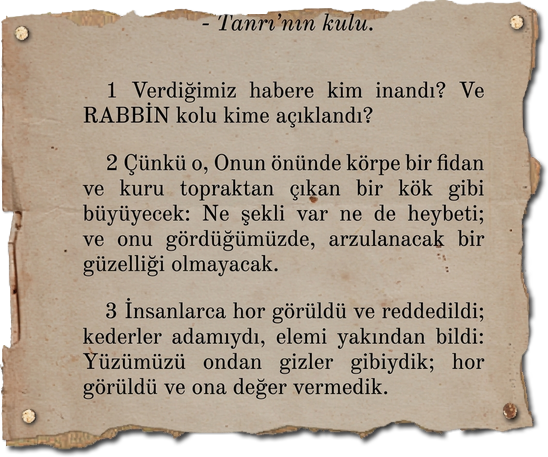 - Tanrı'nın kulu.
1 Verdiğimiz habere kim inandı? Ve
RABBİN kolu kime açıklandı?
2 Çünkü o, Onun önünde körpe bir fidan
ve kuru topraktan çıkan bir kök gibi
büyüyecek: Ne şekli var ne de heybeti;
ve onu gördüğümüzde, arzulanacak bir
güzelliği olmayacak.
3 İnsanlarca hor görüldü ve reddedildi;
kederler adamıydı, elemi yakından bildi:
Yüzümüzü ondan gizler gibiydik; hor
görüldü ve ona değer vermedik.